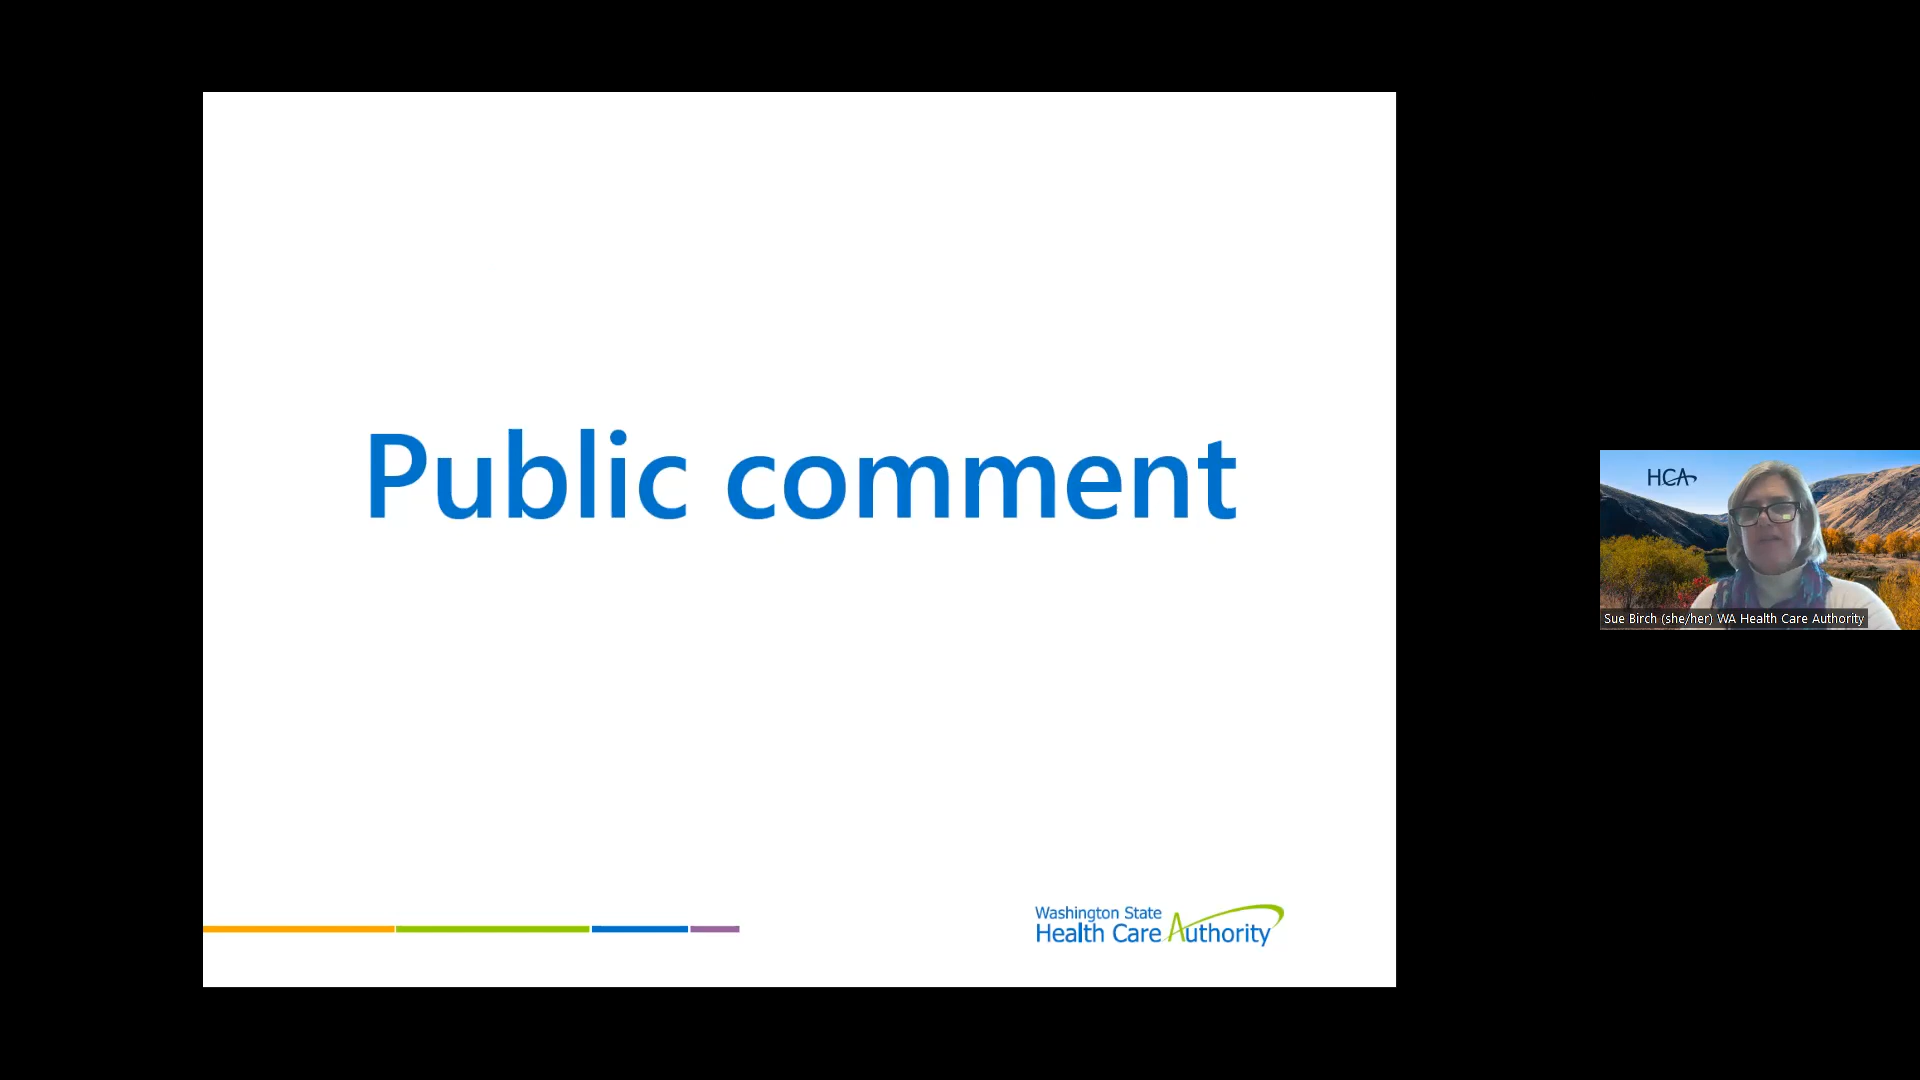 Public comment
Washington State
Health Care Authority
HCA
Sue Birch (she/her) WA Health Care Authority